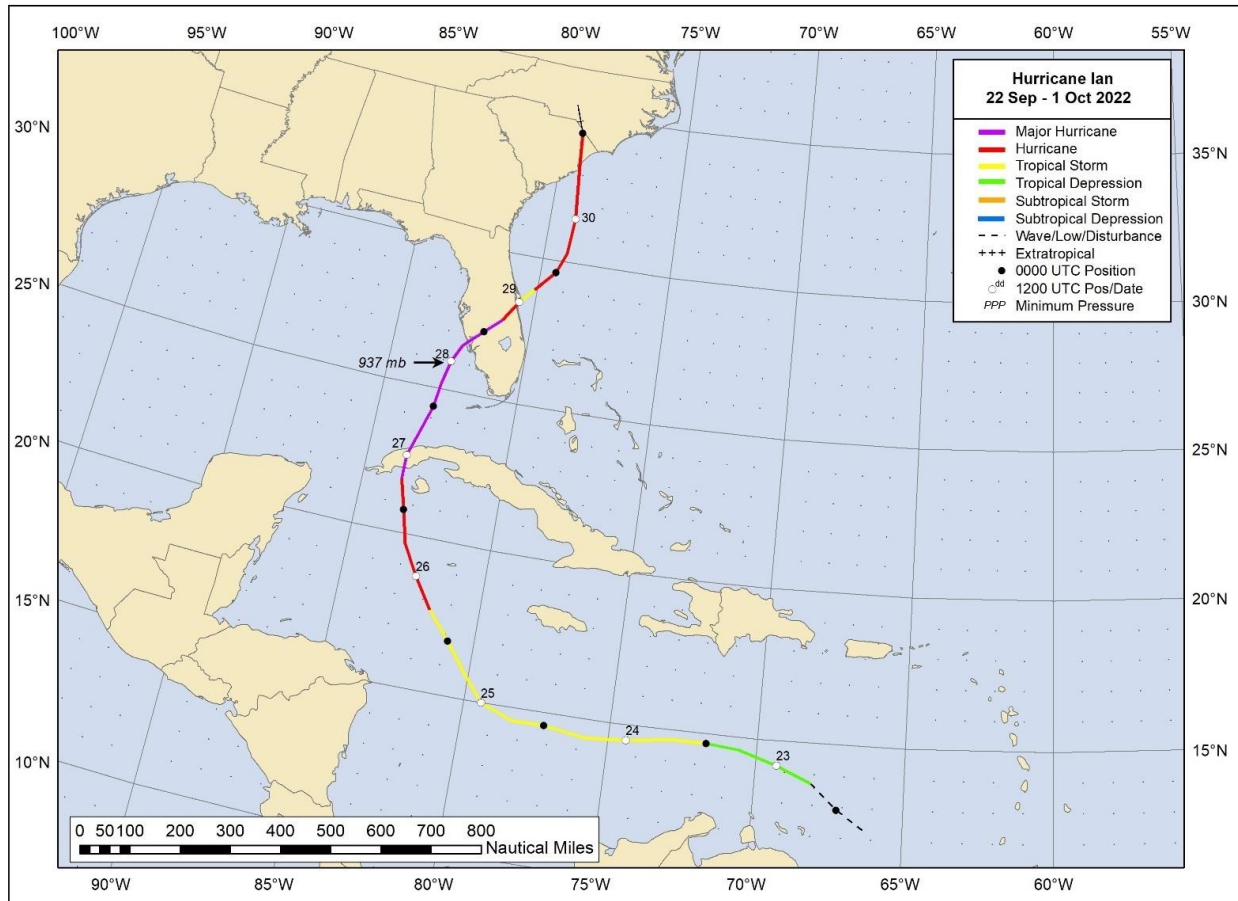 100°W 95°W 90°W 85°W 80°W 75°W 70°W 65°W 60°W 55°W
Hurricane Ian
22 Sep - 1 Oct 2022
Major Hurricane
Hurricane
Tropical Storm
Tropical Depression
Subtropical Storm
Subtropical Depression
Wave/Low/Disturbance
+++ Extratropical
0000 UTC Position
dd 1200 UTC Pos/Date
PPP Minimum Pressure
30°N
35°N
30
25°N
29
30°N
28
937 mb
20°N
27
25°N
26
15°N
20°N
25
24
23
10°N
15°N
0 50 100 200 300 400 500 600 700 800
Nautical Miles
90°W 85°W 80°W 75°W 70°W 65°W 60°W